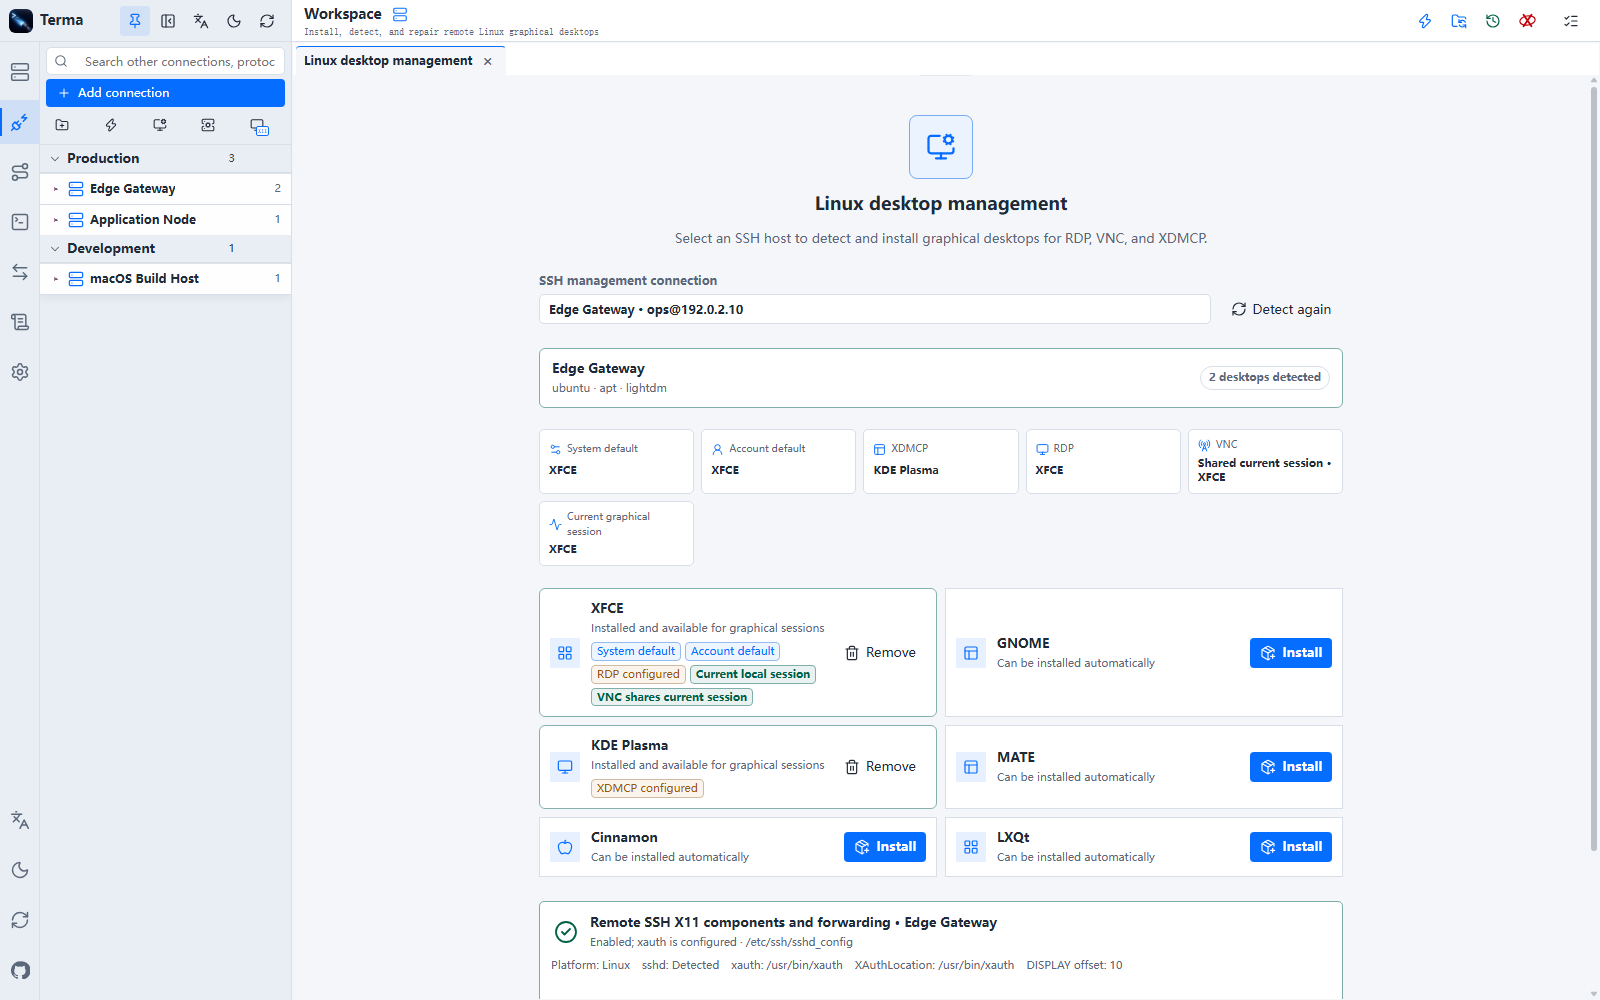 Terma
Workspace
Install, detect, and repair remote Linux graphical desktops
Search other connections, protoc
Add connection
Production 3
Edge Gateway 2
Application Node 1
Development 1
macOS Build Host 1
Linux desktop management
Linux desktop management
Select an SSH host to detect and install graphical desktops for RDP, VNC, and XDMCP.
SSH management connection
Edge Gateway • ops@192.0.2.10
Detect again
Edge Gateway
ubuntu · apt · lightdm
2 desktops detected
System default
XFCE
Account default
XFCE
XDMCP
KDE Plasma
RDP
XFCE
VNC
Shared current session •
XFCE
Current graphical
session
XFCE
XFCE
Installed and available for graphical sessions
System default Account default
RDP configured Current local session
VNC shares current session
Remove
GNOME
Can be installed automatically
Install
KDE Plasma
Installed and available for graphical sessions
XDMCP configured
Remove
MATE
Can be installed automatically
Install
Cinnamon
Can be installed automatically
Install
LXQt
Can be installed automatically
Install
Remote SSH X11 components and forwarding • Edge Gateway
Enabled; xauth is configured · /etc/ssh/sshd_config
Platform: Linux sshd: Detected xauth: /usr/bin/xauth XAuthLocation: /usr/bin/xauth DISPLAY offset: 10